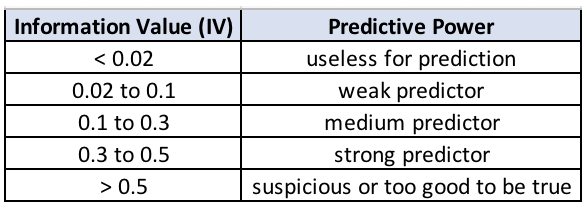 Information Value (IV) Predictive Power
< 0.02 useless for prediction
0.02 to 0.1 weak predictor
0.1 to 0.3 medium predictor
0.3 to 0.5 strong predictor
> 0.5 suspicious or too good to be true